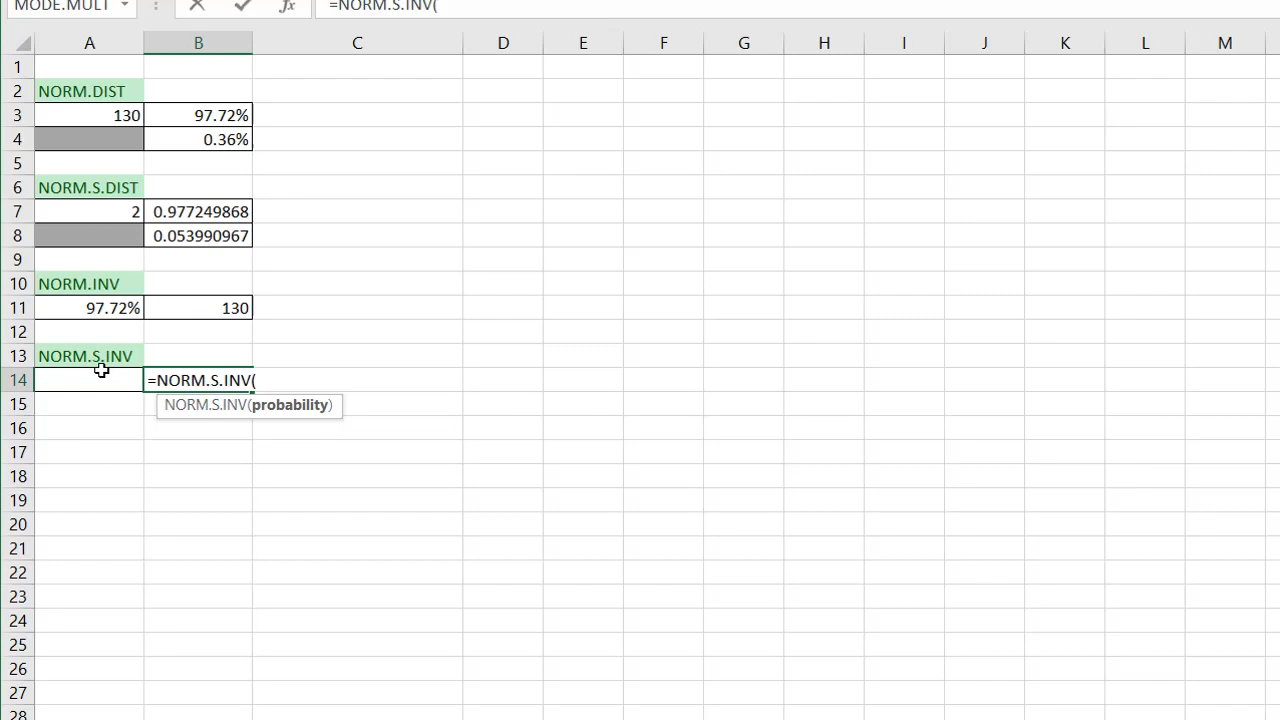 MODE.MULT fx =NORM.S.INV(
A B C D E F G H I J K L M
1
2 NORM.DIST
3 130 97.72%
4 0.36%
5
6 NORM.S.DIST
7 2 0.977249868
8 0.053990967
9
10 NORM.INV
11 97.72% 130
12
13 NORM.S.INV
14 =NORM.S.INV(
15 NORM.S.INV(probability)
16
17
18
19
20
21
22
23
24
25
26
27
28